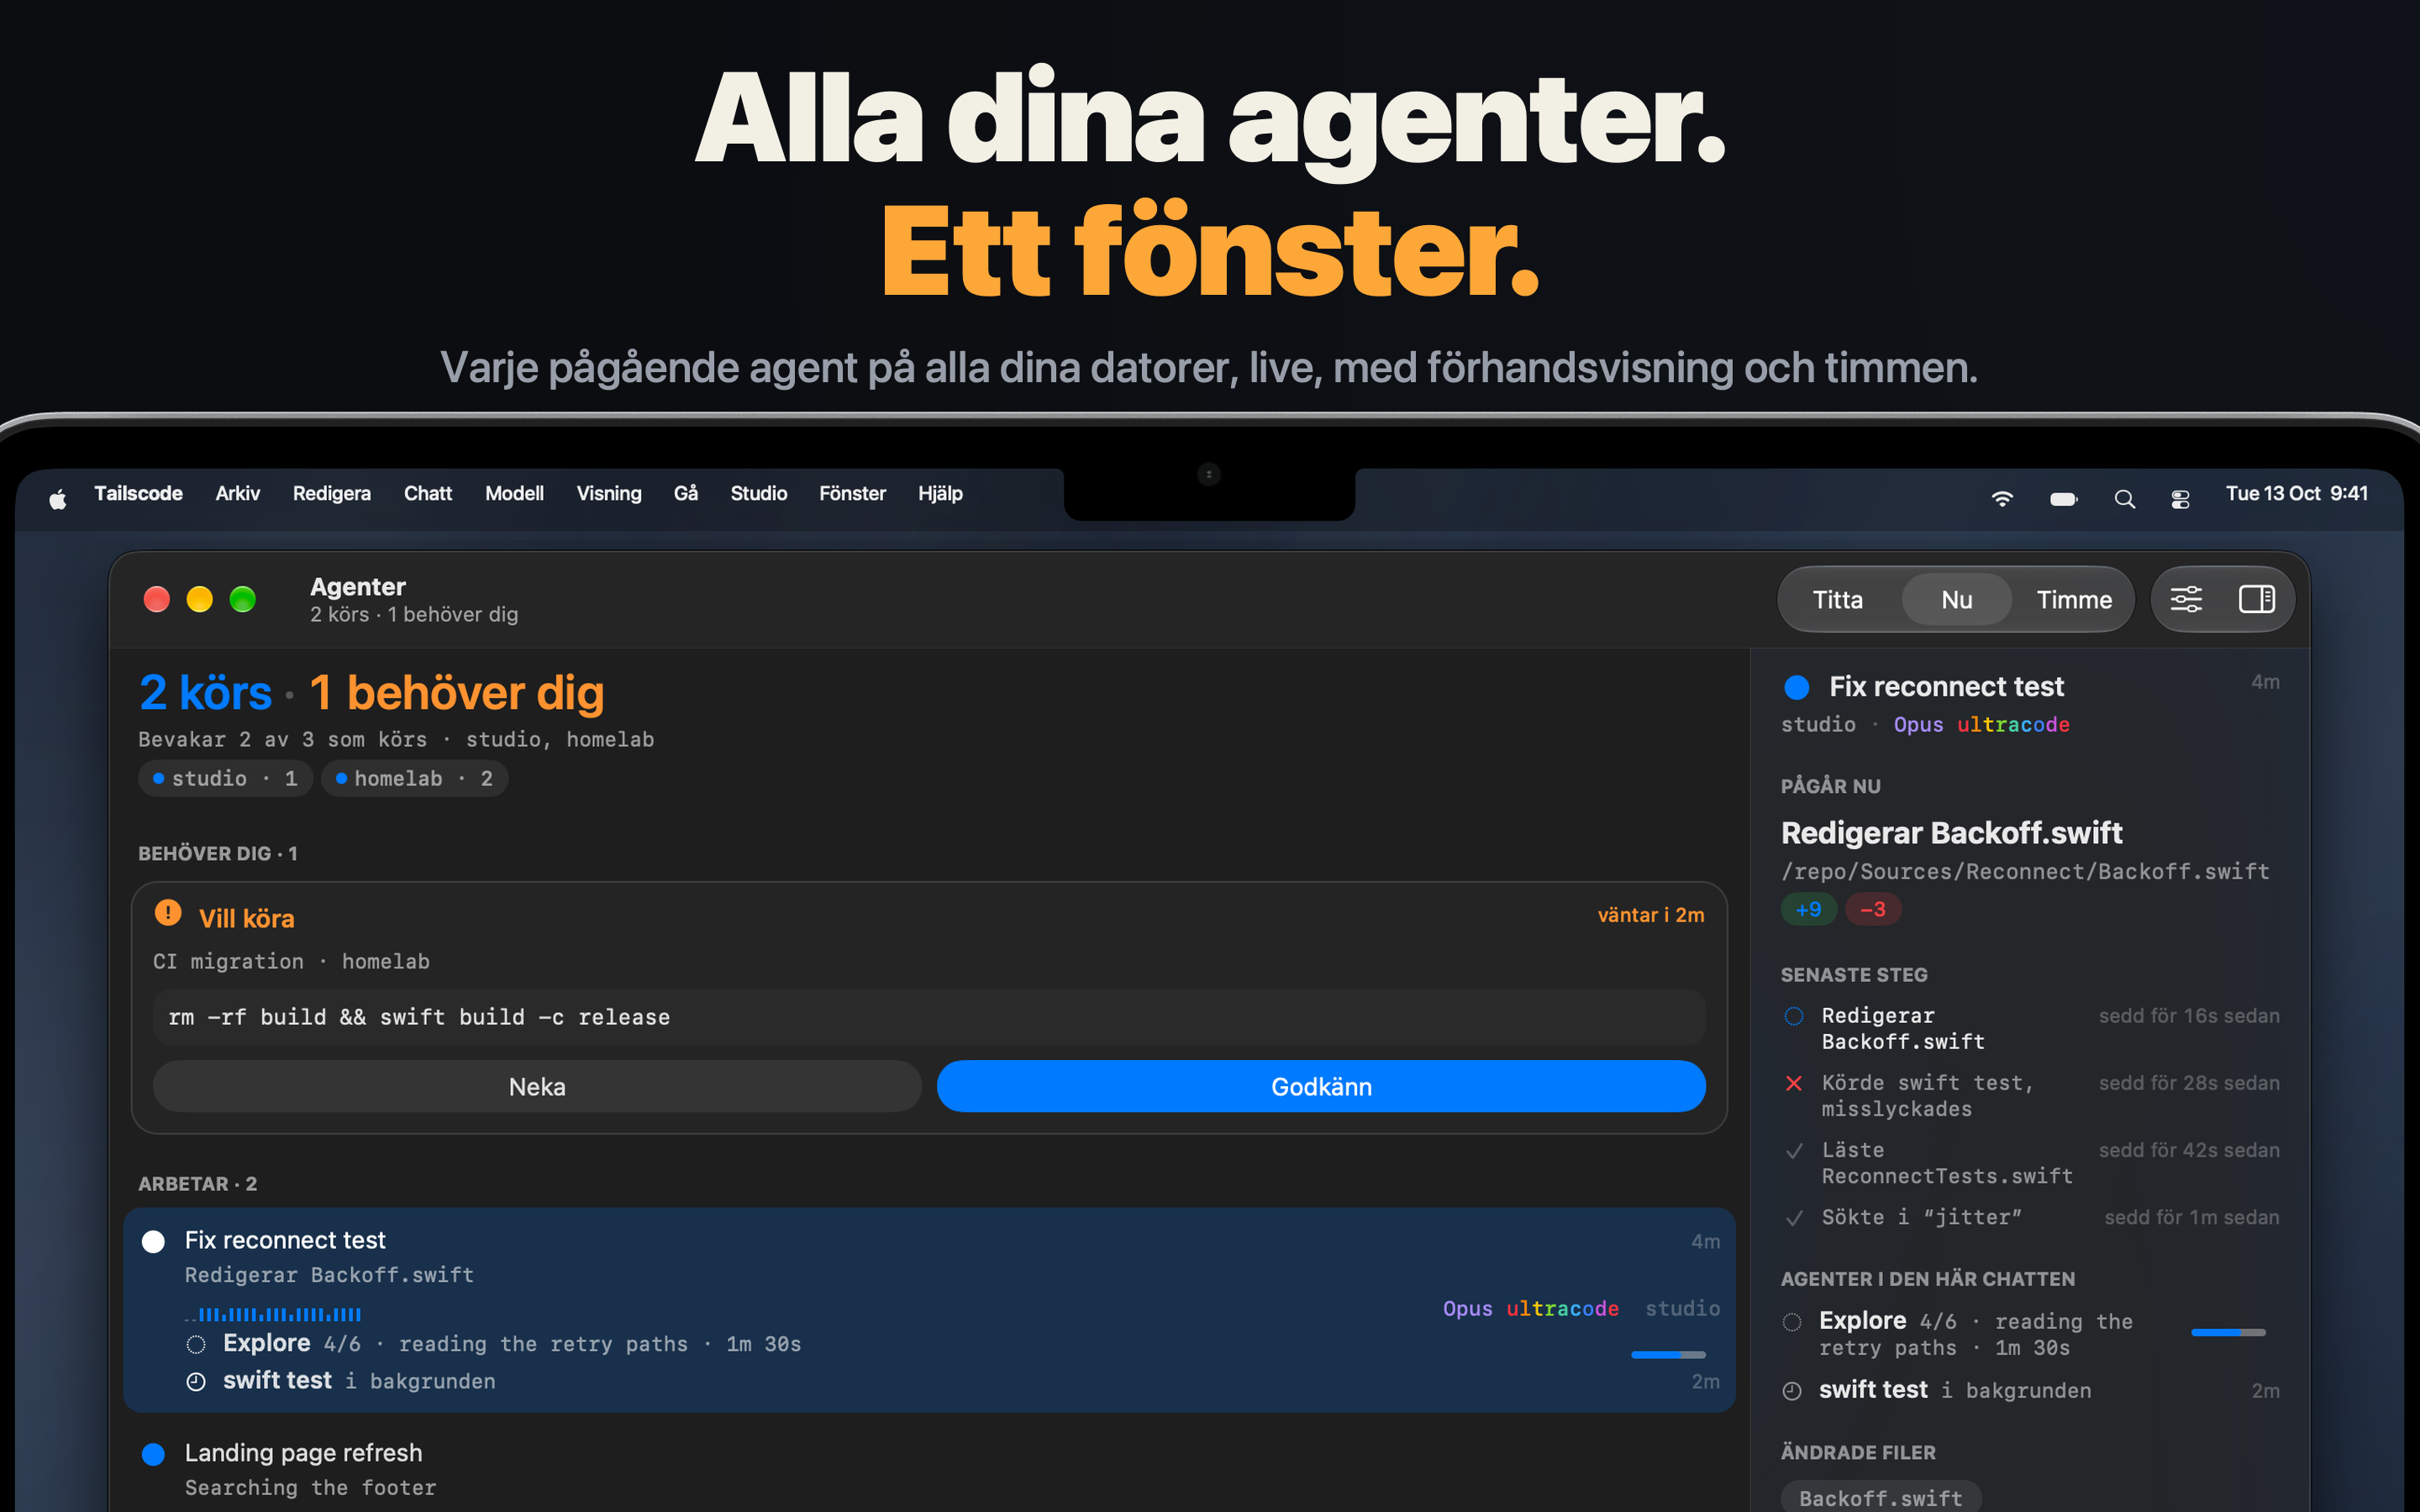 Alla dina agenter.
Ett fönster.
Varje pågående agent på alla dina datorer, live, med förhandsvisning och timmen.
Tailscode Arkiv Redigera Chatt Modell Visning Gå Studio Fönster Hjälp Tue 13 Oct 9:41
Agenter
2 körs · 1 behöver dig
Titta Nu Timme
2 körs · 1 behöver dig
Bevakar 2 av 3 som körs · studio, homelab
studio · 1 homelab · 2
BEHÖVER DIG · 1
Vill köra väntar i 2m
CI migration · homelab
rm -rf build && swift build -c release
Neka Godkänn
ARBETAR · 2
Fix reconnect test 4m
Redigerar Backoff.swift
Opus ultracode studio
Explore 4/6 · reading the retry paths · 1m 30s
swift test i bakgrunden 2m
Landing page refresh
Searching the footer
Fix reconnect test 4m
studio · Opus ultracode
PÅGÅR NU
Redigerar Backoff.swift
/repo/Sources/Reconnect/Backoff.swift
+9 −3
SENASTE STEG
Redigerar sedd för 16s sedan
Backoff.swift
Körde swift test, sedd för 28s sedan
misslyckades
Läste sedd för 42s sedan
ReconnectTests.swift
Sökte i “jitter” sedd för 1m sedan
AGENTER I DEN HÄR CHATTEN
Explore 4/6 · reading the
retry paths · 1m 30s
swift test i bakgrunden 2m
ÄNDRADE FILER
Backoff.swift